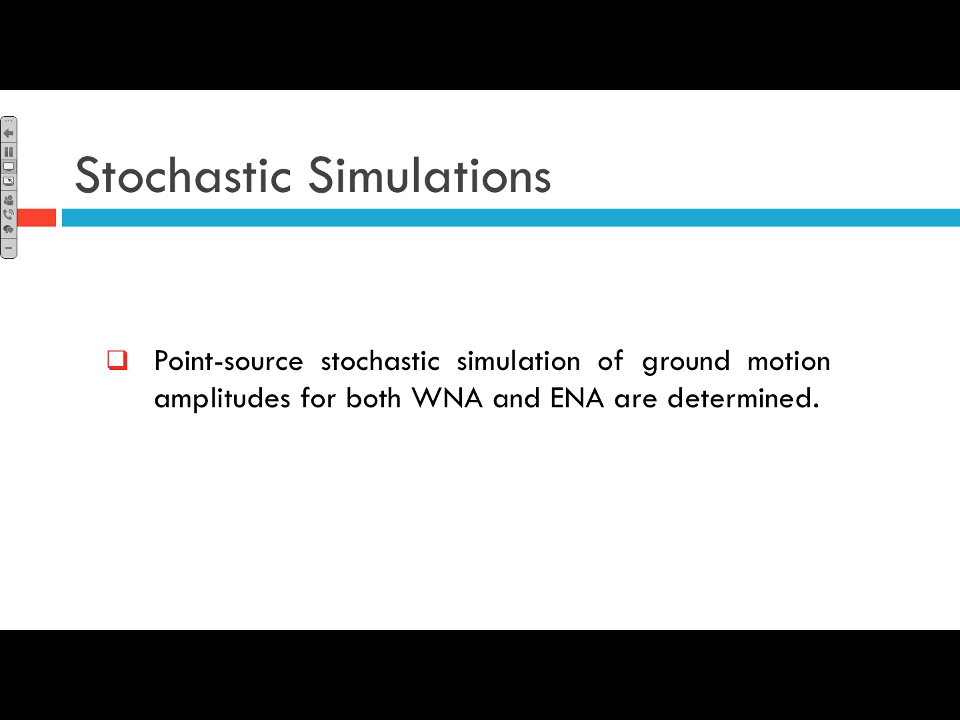 Stochastic Simulations
Point-source stochastic simulation of ground motion
amplitudes for both WNA and ENA are determined.